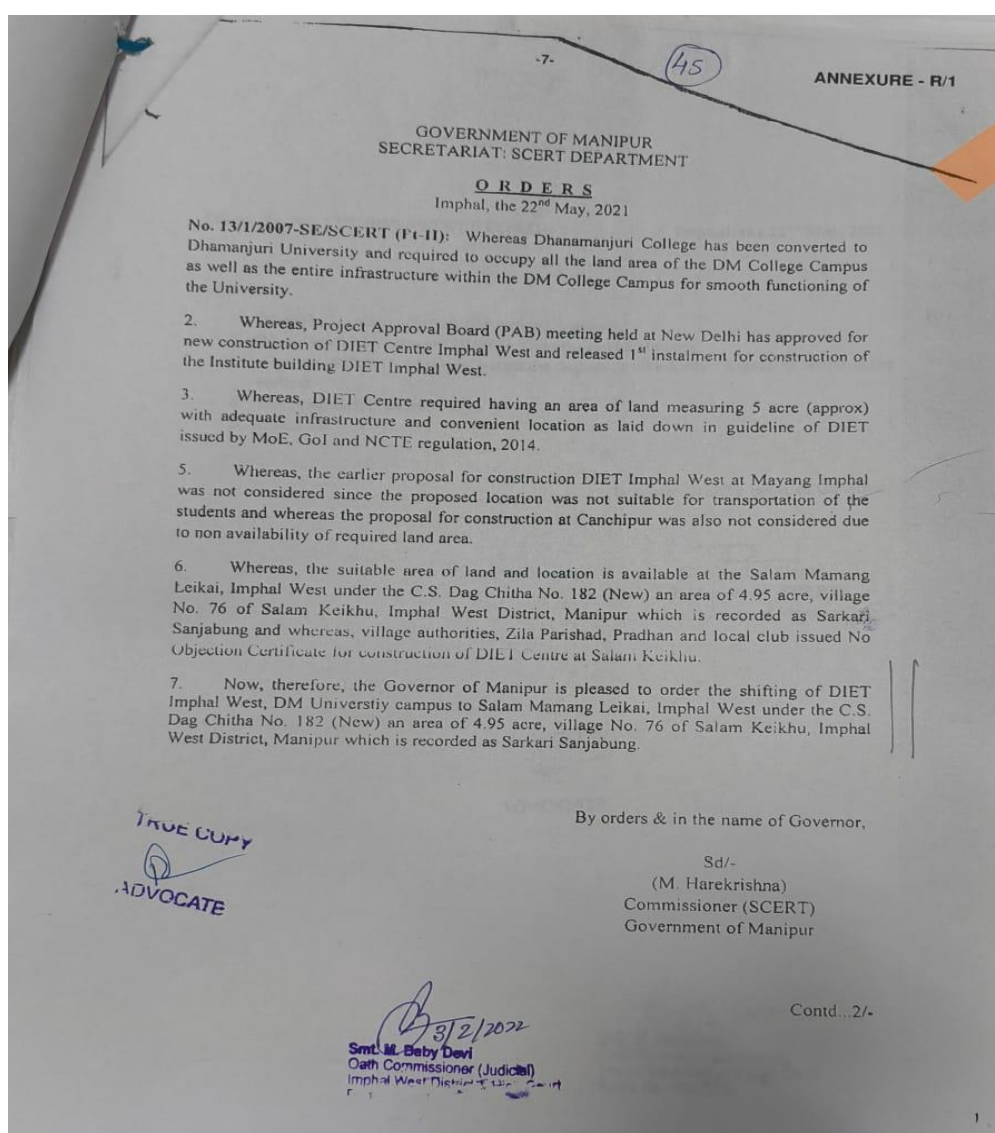 -7-
45
ANNEXURE - R/1
GOVERNMENT OF MANIPUR
SECRETARIAT: SCERT DEPARTMENT
O R D E R S
Imphal, the 22nd May, 2021
No. 13/1/2007-SE/SCERT (Ft-II): Whereas Dhanamanjuri College has been converted to
Dhamanjuri University and required to occupy all the land area of the DM College Campus
as well as the entire infrastructure within the DM College Campus for smooth functioning of
the University.
2. Whereas, Project Approval Board (PAB) meeting held at New Delhi has approved for
new construction of DIET Centre Imphal West and released 1st instalment for construction of
the Institute building DIET Imphal West.
3. Whereas, DIET Centre required having an area of land measuring 5 acre (approx)
with adequate infrastructure and convenient location as laid down in guideline of DIET
issued by MoE, GoI and NCTE regulation, 2014.
5. Whereas, the earlier proposal for construction DIET Imphal West at Mayang Imphal
was not considered since the proposed location was not suitable for transportation of the
students and whereas the proposal for construction at Canchipur was also not considered due
to non availability of required land area.
6. Whereas, the suitable area of land and location is available at the Salam Mamang
Leikai, Imphal West under the C.S. Dag Chitha No. 182 (New) an area of 4.95 acre, village
No. 76 of Salam Keikhu, Imphal West District, Manipur which is recorded as Sarkari
Sanjabung and whereas, village authorities, Zila Parishad, Pradhan and local club issued No
Objection Certificate for construction of DIET Centre at Salam Keikhu.
7. Now, therefore, the Governor of Manipur is pleased to order the shifting of DIET
Imphal West, DM Universtiy campus to Salam Mamang Leikai, Imphal West under the C.S.
Dag Chitha No. 182 (New) an area of 4.95 acre, village No. 76 of Salam Keikhu, Imphal
West District, Manipur which is recorded as Sarkari Sanjabung.
By orders & in the name of Governor,
TRUE COPY
ADVOCATE
Sd/-
(M. Harekrishna)
Commissioner (SCERT)
Government of Manipur
Contd...2/-
3/2/2022
Smt. M. Baby Devi
Oath Commissioner (Judicial)
Imphal West District
1